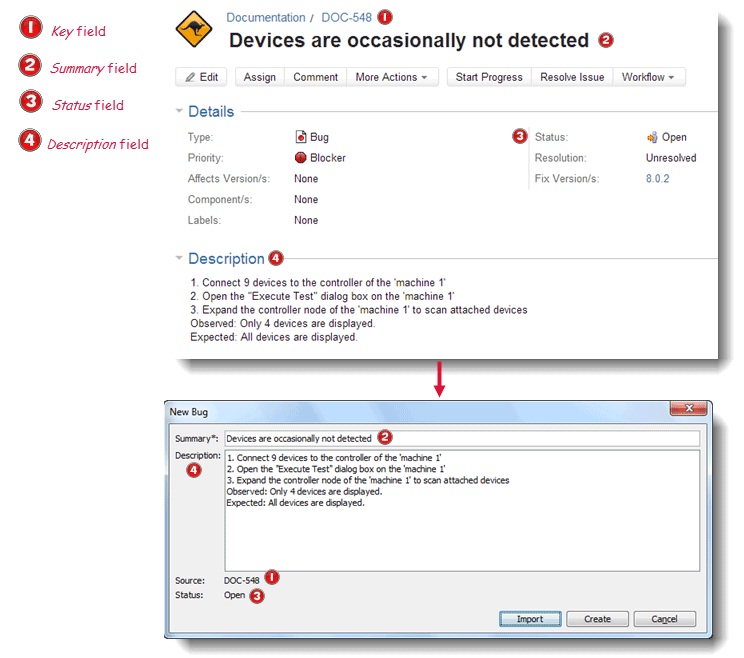 1 Key field
2 Summary field
3 Status field
4 Description field
Documentation / DOC-548 1
Devices are occasionally not detected 2
Edit Assign Comment More Actions Start Progress Resolve Issue Workflow
Details
Type: Bug 3 Status: Open
Priority: Blocker Resolution: Unresolved
Affects Version/s: None Fix Version/s: 8.0.2
Component/s: None
Labels: None
Description 4
1. Connect 9 devices to the controller of the 'machine 1'
2. Open the "Execute Test" dialog box on the 'machine 1'
3. Expand the controller node of the 'machine 1' to scan attached devices
Observed: Only 4 devices are displayed.
Expected: All devices are displayed.
New Bug
Summary*: Devices are occasionally not detected 2
Description: 1. Connect 9 devices to the controller of the 'machine 1'
4 2. Open the "Execute Test" dialog box on the 'machine 1'
3. Expand the controller node of the 'machine 1' to scan attached devices
Observed: Only 4 devices are displayed.
Expected: All devices are displayed.
Source: DOC-548 1
Status: Open 3
Import Create Cancel